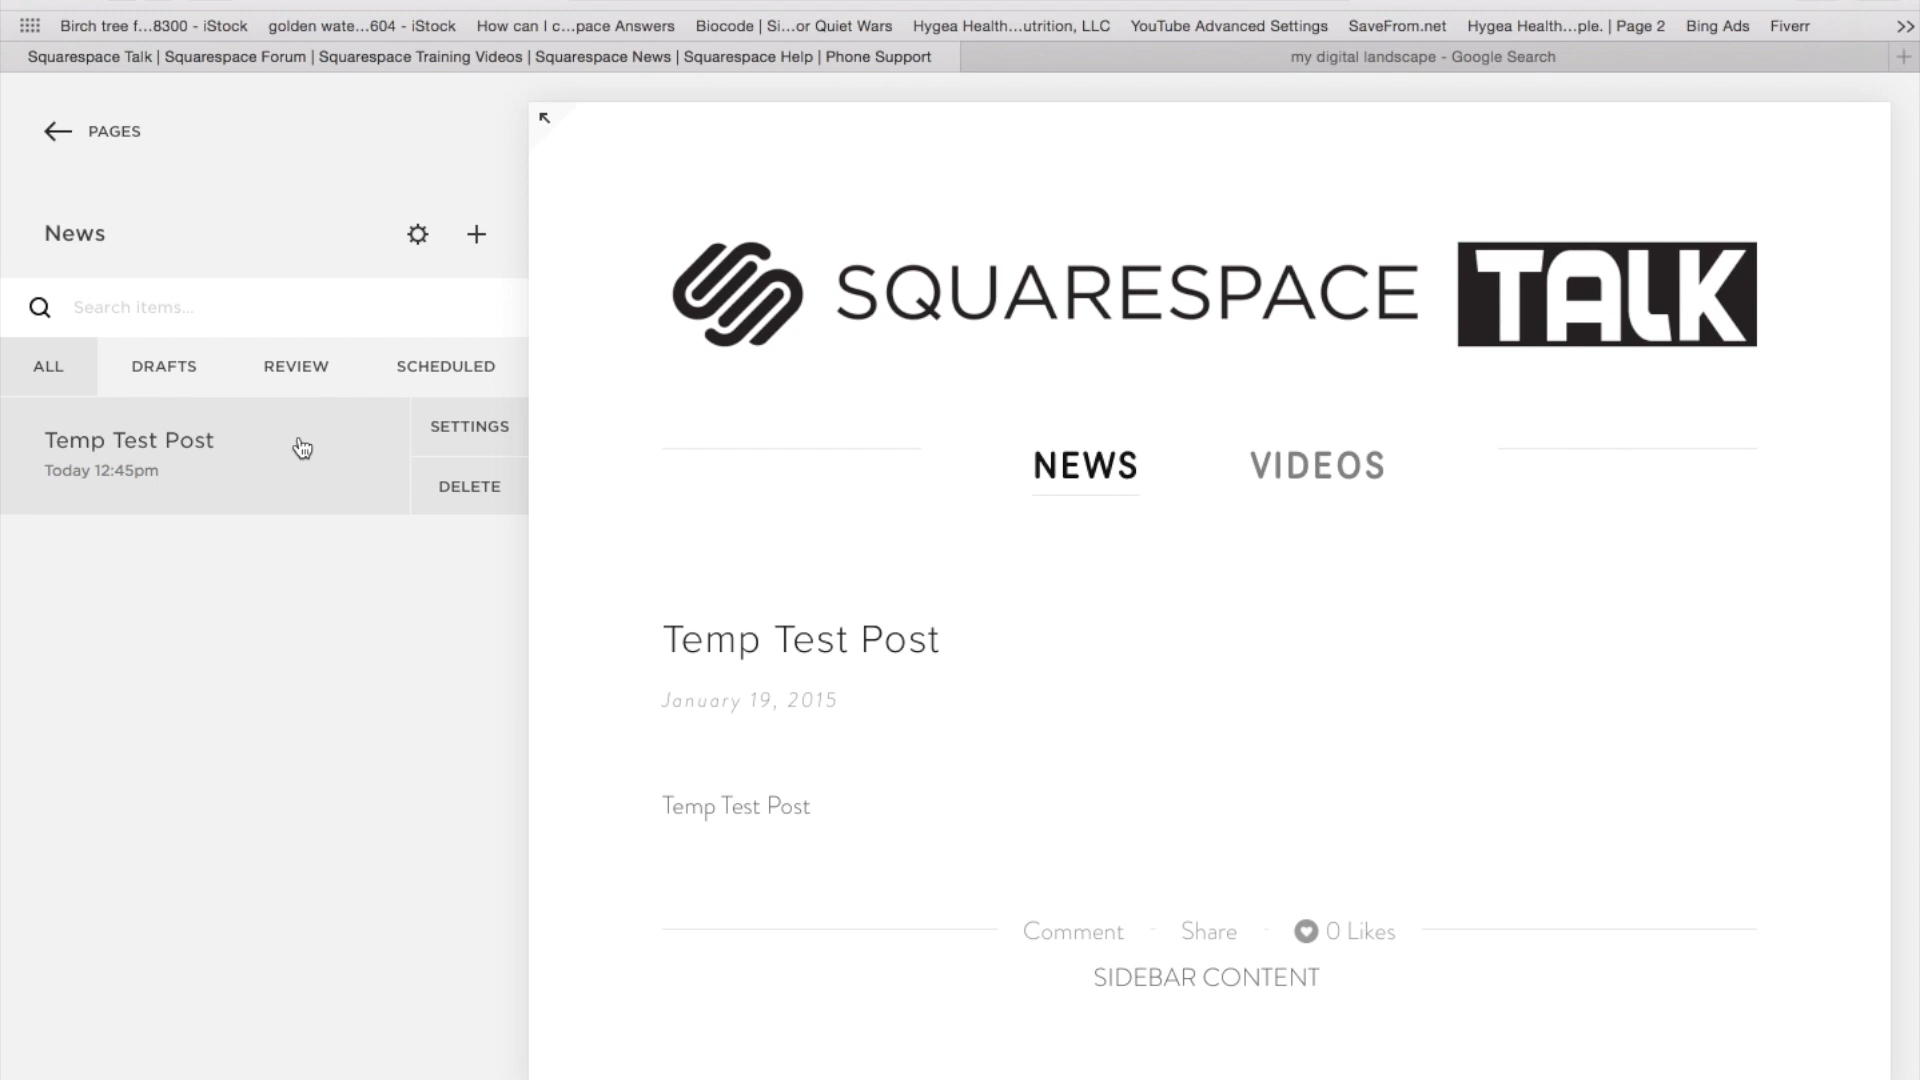 Birch tree f...8300 - iStock golden wate...604 - iStock How can I c...pace Answers Biocode | Si...or Quiet Wars Hygea Health...utrition, LLC YouTube Advanced Settings SaveFrom.net Hygea Health...ple. | Page 2 Bing Ads Fiverr >>
Squarespace Talk | Squarespace Forum | Squarespace Training Videos | Squarespace News | Squarespace Help | Phone Support my digital landscape - Google Search +
PAGES
News
Search items...
ALL DRAFTS REVIEW SCHEDULED
Temp Test Post
Today 12:45pm
SETTINGS
DELETE
SQUARESPACE TALK
NEWS VIDEOS
Temp Test Post
January 19, 2015
Temp Test Post
Comment - Share - 0 Likes
SIDEBAR CONTENT